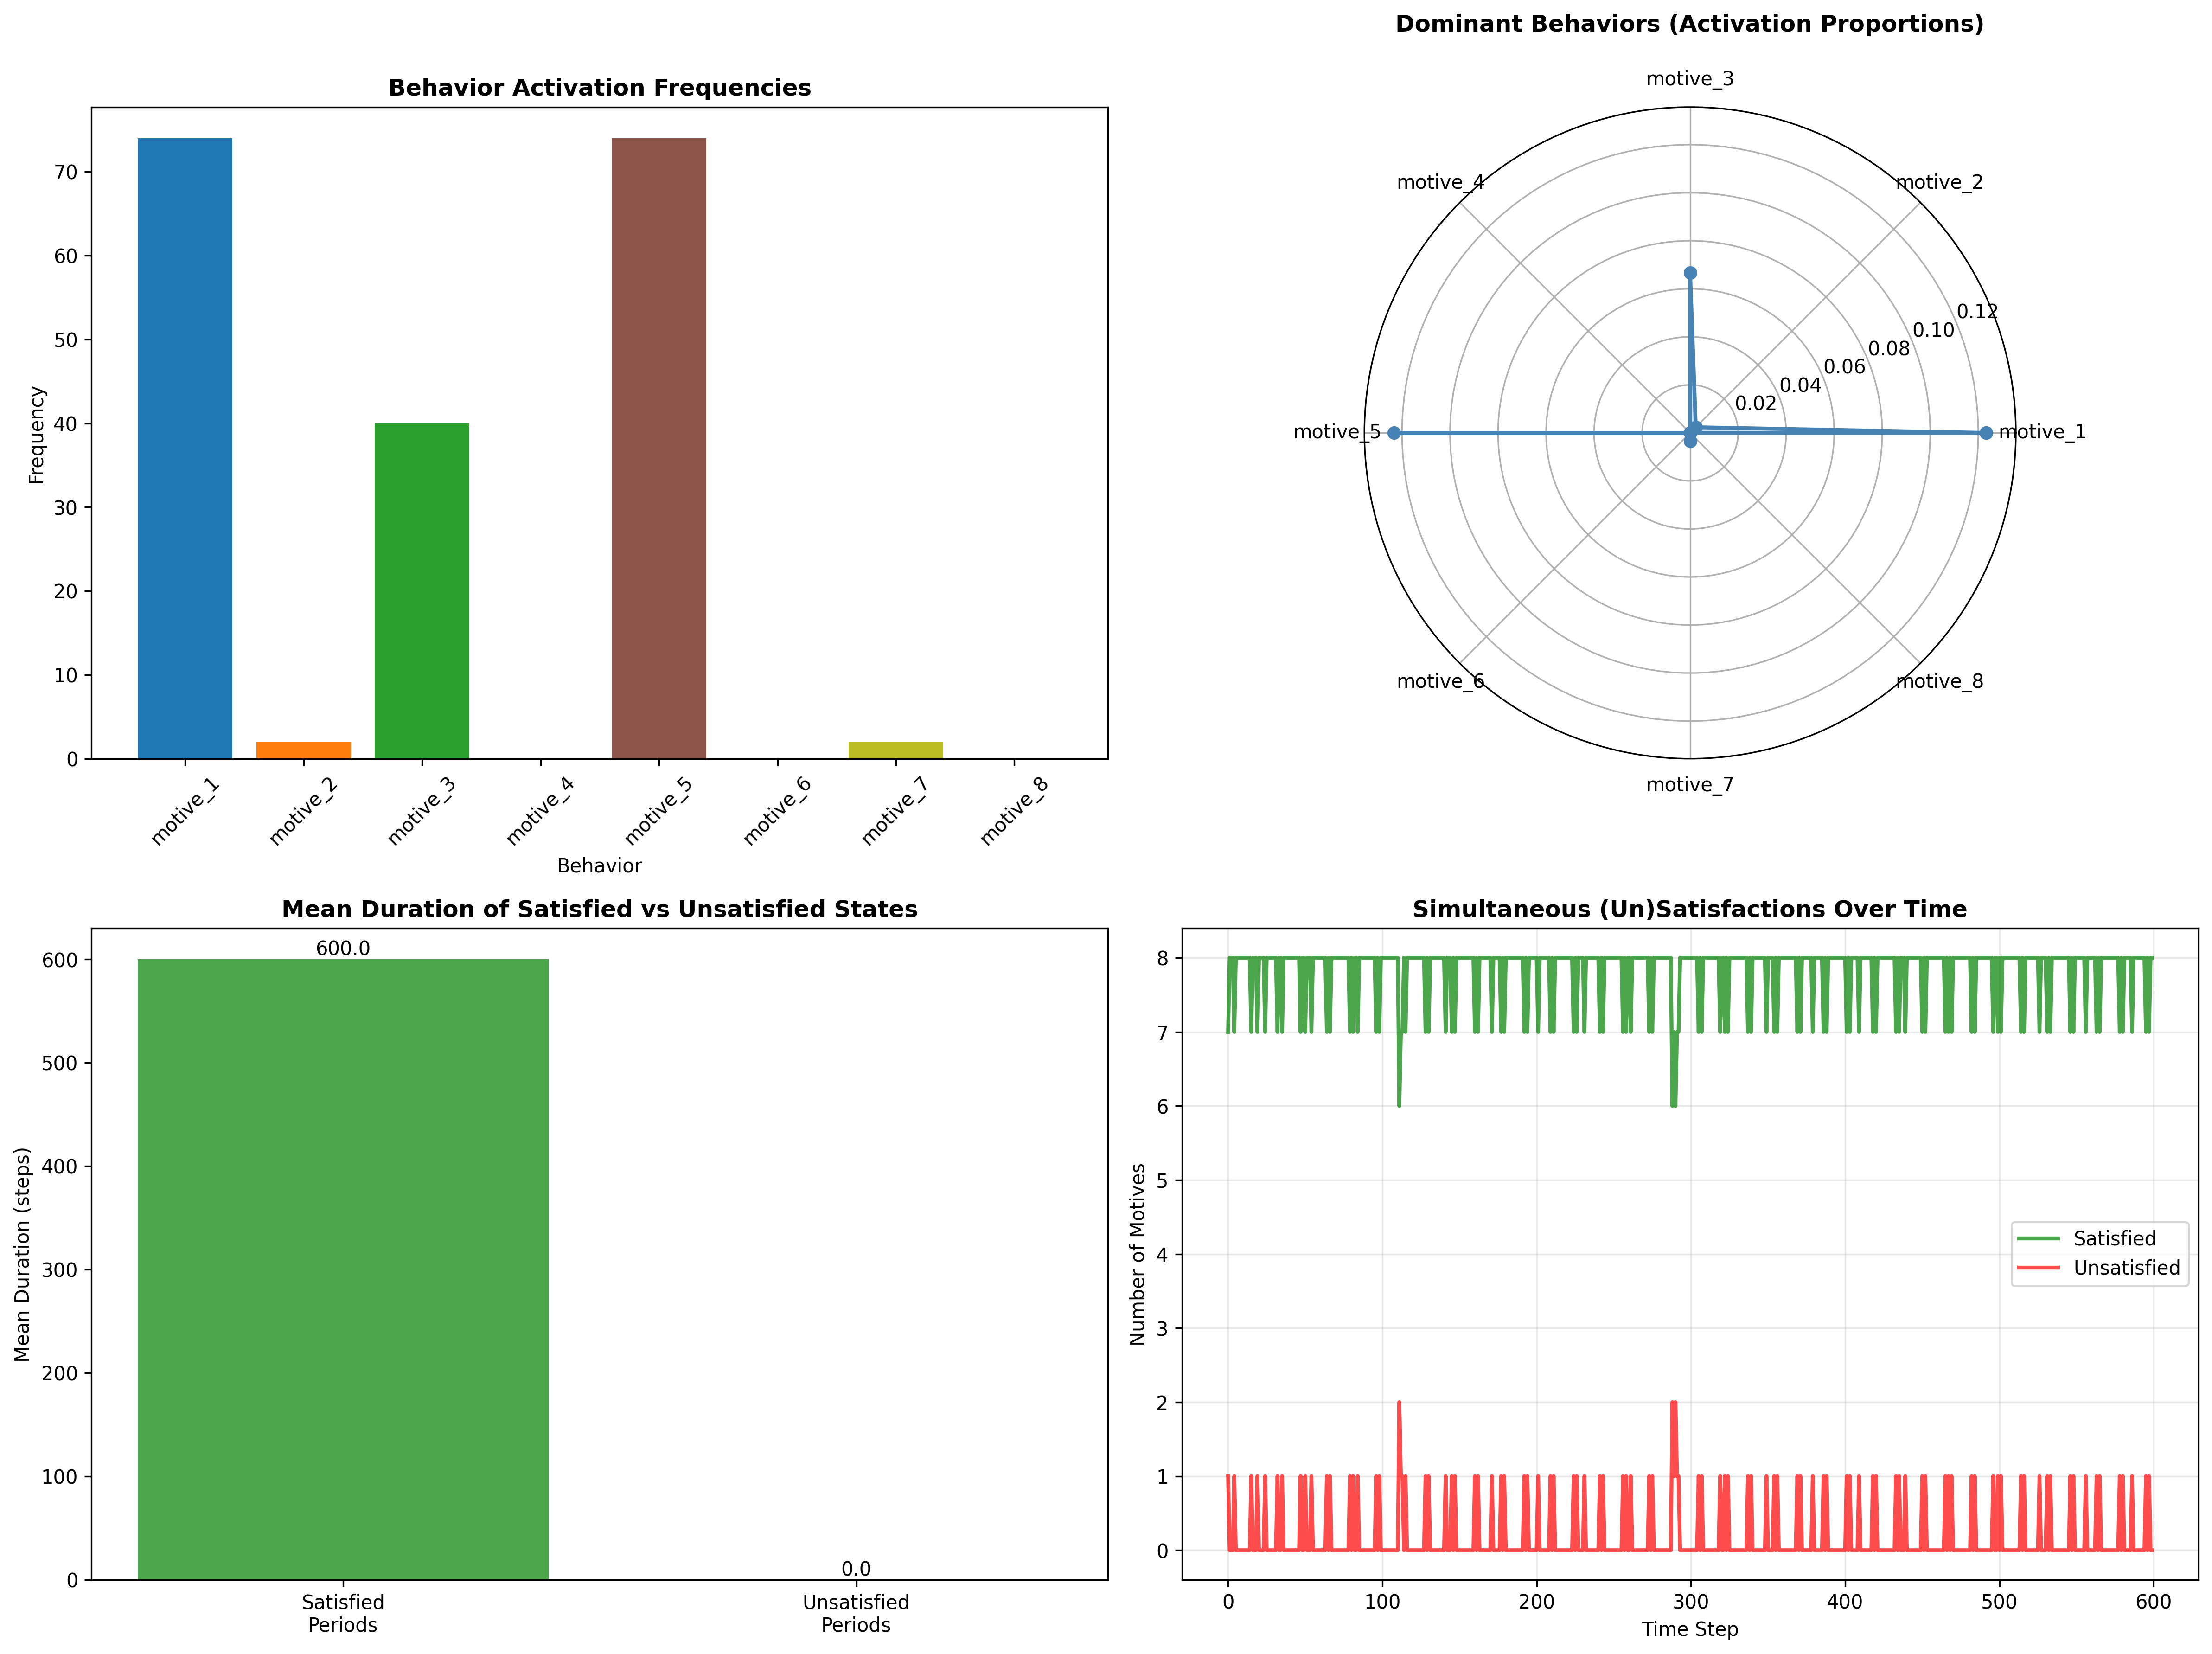 Behavior Activation Frequencies
Frequency
70
60
50
40
30
20
10
0
motive_1
motive_2
motive_3
motive_4
motive_5
motive_6
motive_7
motive_8
Behavior
Dominant Behaviors (Activation Proportions)
motive_3
motive_4
motive_2
motive_5
motive_1
motive_6
motive_8
motive_7
0.12
0.10
0.08
0.06
0.04
0.02
Mean Duration of Satisfied vs Unsatisfied States
Mean Duration (steps)
600
500
400
300
200
100
0
600.0
0.0
Satisfied
Periods
Unsatisfied
Periods
Simultaneous (Un)Satisfactions Over Time
Number of Motives
8
7
6
5
4
3
2
1
0
Satisfied
Unsatisfied
0
100
200
300
400
500
600
Time Step